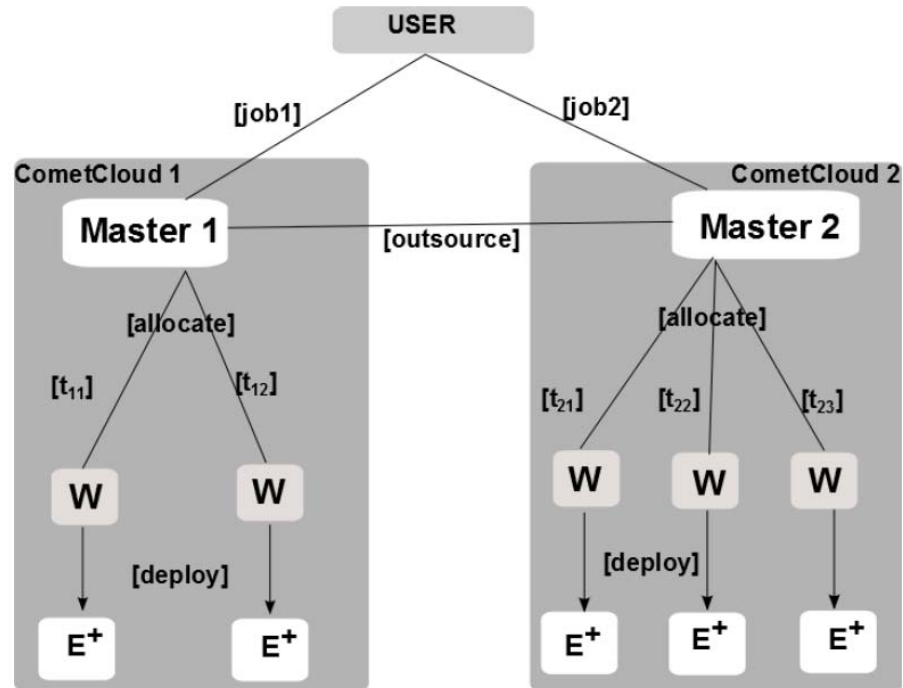 USER
[job1]
[job2]
CometCloud 1
CometCloud 2
Master 1
Master 2
[outsource]
[allocate]
[allocate]
[t₁₁]
[t₁₂]
[t₂₁]
[t₂₂]
[t₂₃]
W
W
W
W
W
[deploy]
[deploy]
E⁺
E⁺
E⁺
E⁺
E⁺